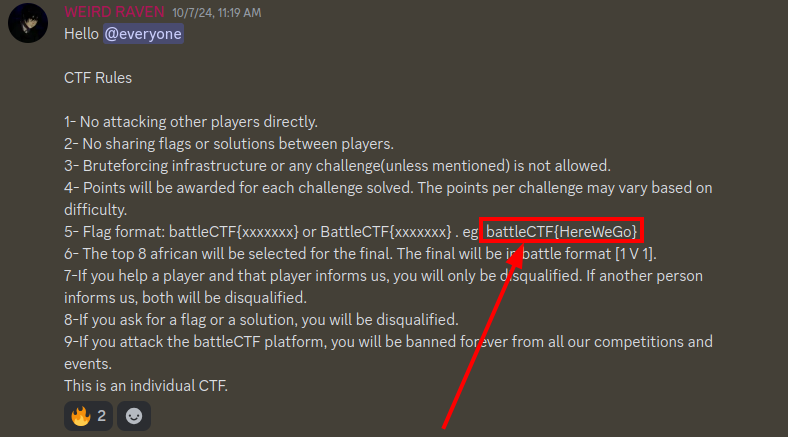 WEIRD RAVEN 10/7/24, 11:19 AM
Hello @everyone
CTF Rules
1- No attacking other players directly.
2- No sharing flags or solutions between players.
3- Bruteforcing infrastructure or any challenge(unless mentioned) is not allowed.
4- Points will be awarded for each challenge solved. The points per challenge may vary based on
difficulty.
5- Flag format: battleCTF{xxxxxxx} or BattleCTF{xxxxxxx} . eg battleCTF{HereWeGo}
6- The top 8 african will be selected for the final. The final will be in battle format [1 V 1].
7-If you help a player and that player informs us, you will only be disqualified. If another person
informs us, both will be disqualified.
8-If you ask for a flag or a solution, you will be disqualified.
9-If you attack the battleCTF platform, you will be banned forever from all our competitions and
events.
This is an individual CTF.
2